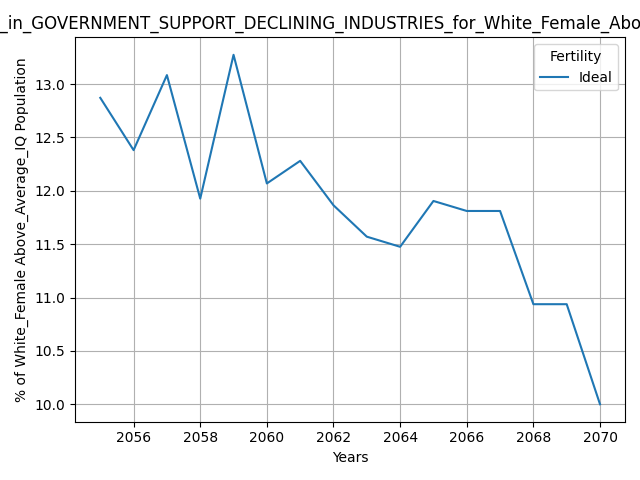 _in_GOVERNMENT_SUPPORT_DECLINING_INDUSTRIES_for_White_Female_Abo
Fertility
Ideal
% of White_Female Above_Average_IQ Population
13.0
12.5
12.0
11.5
11.0
10.5
10.0
2056 2058 2060 2062 2064 2066 2068 2070
Years